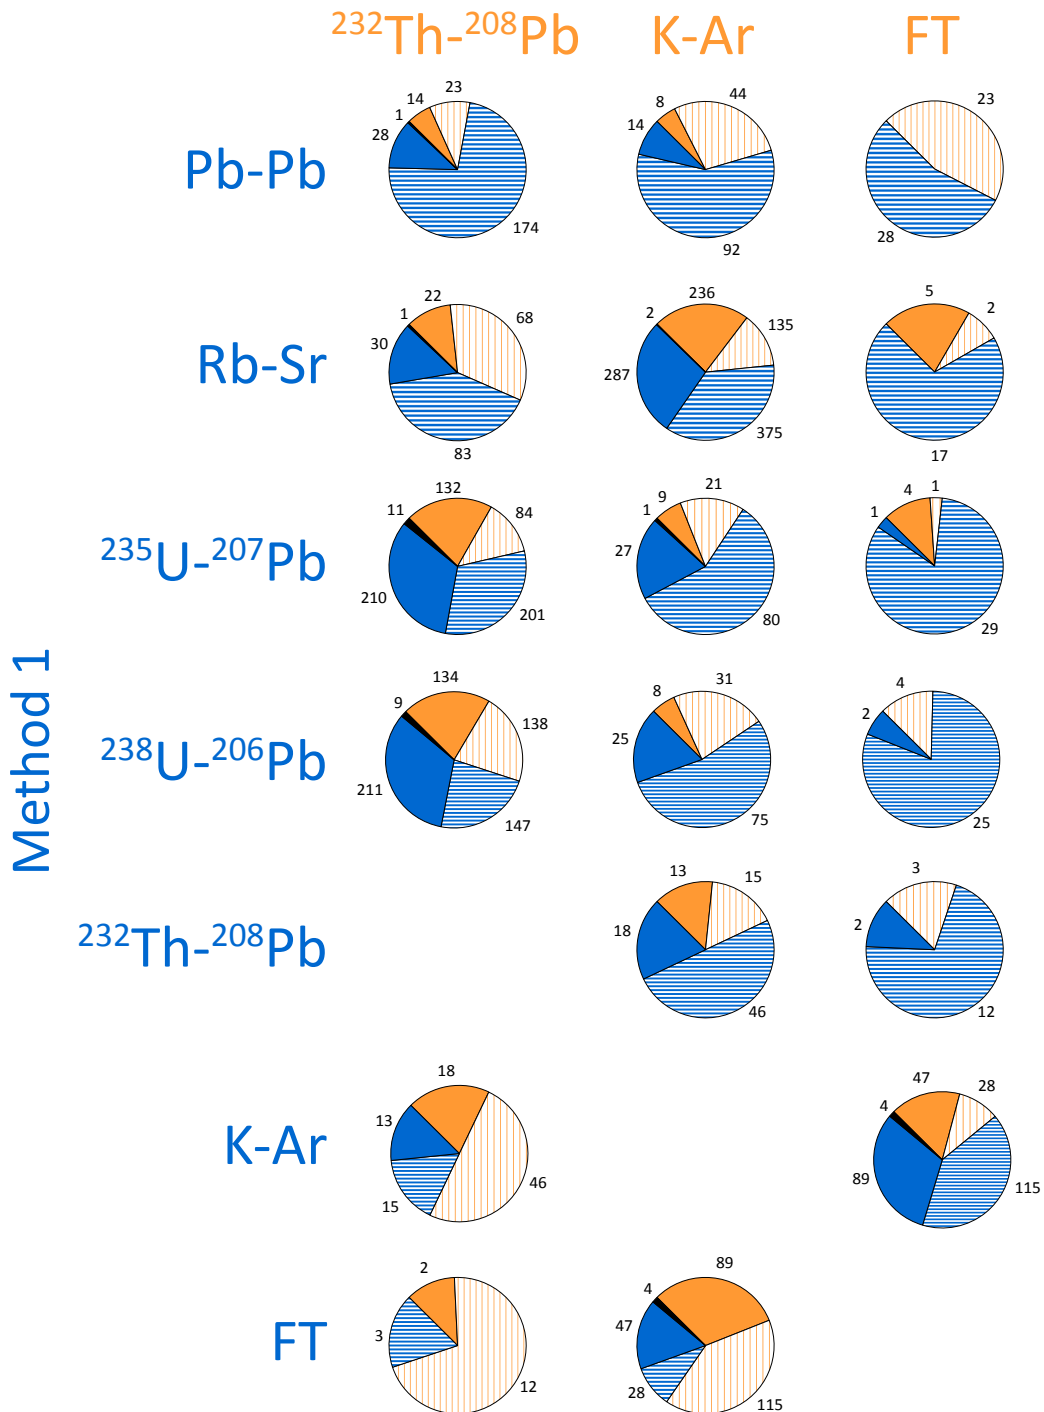 ²³²Th-²⁰⁸Pb K-Ar FT
Pb-Pb
1 14 23
28
174
8 44
14
92
23
28
Rb-Sr
1 22 68
30
83
2 236 135
287
375
5 2
17
²³⁵U-²⁰⁷Pb
11 132 84
210
201
1 9 21
27
80
1 4 1
29
Method 1
²³⁸U-²⁰⁶Pb
9 134 138
211
147
8 31
25
75
4
2
25
²³²Th-²⁰⁸Pb
13 15
18
46
3
2
12
K-Ar
18
13
15
46
4 47 28
89
115
FT
2
3
12
4 89
47
28
115